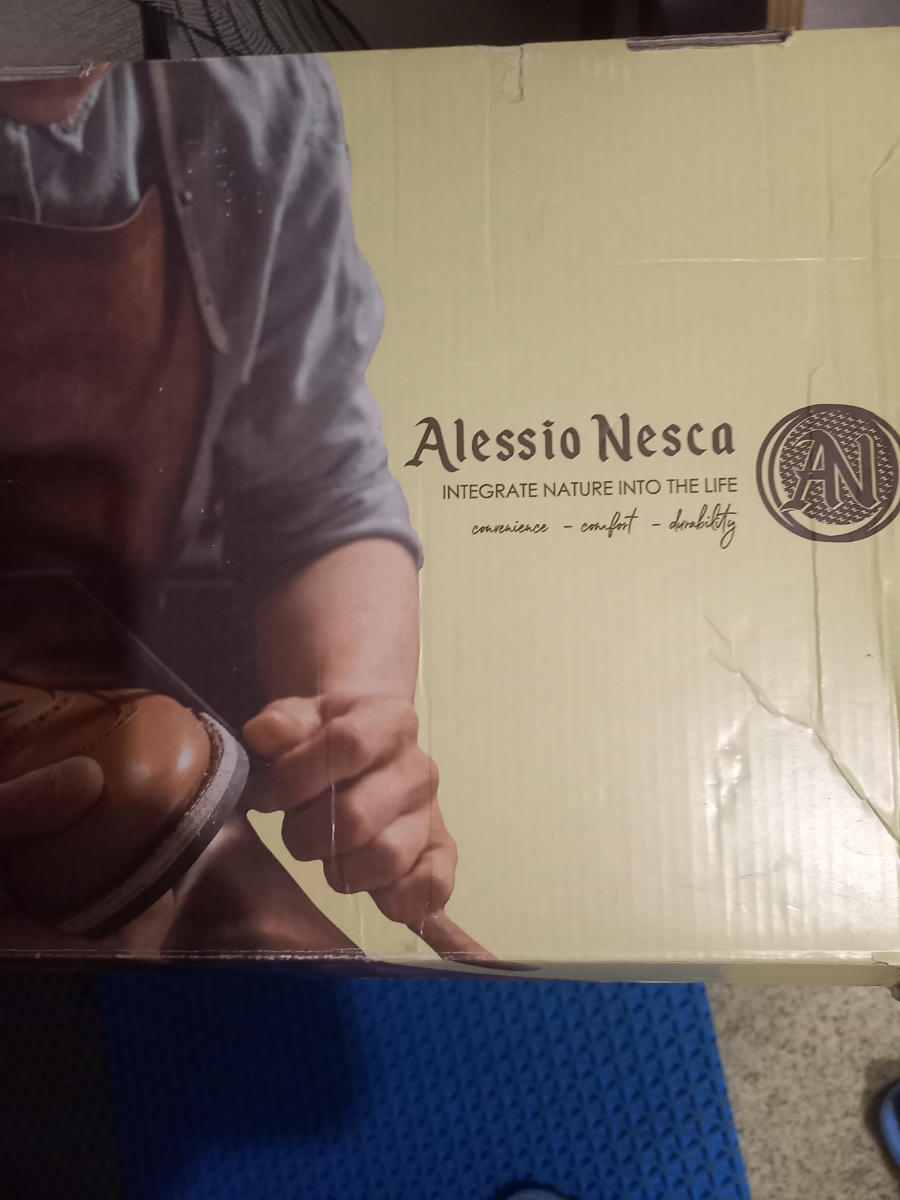 Alessio Nesca
INTEGRATE NATURE INTO THE LIFE
convenience - comfort - durability
AN